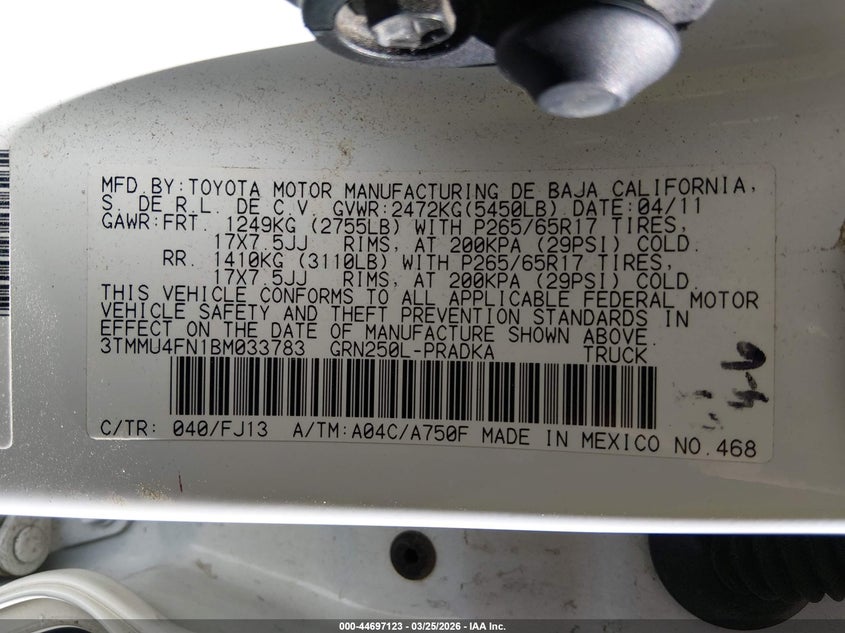 MFD.BY:TOYOTA MOTOR MANUFACTURING DE BAJA CALIFORNIA,
S. DE R.L. DE C.V. GVWR:2472KG(5450LB) DATE:04/11
GAWR:FRT. 1249KG (2755LB) WITH P265/65R17 TIRES,
17X7.5JJ RIMS, AT 200KPA (29PSI) COLD.
RR. 1410KG (3110LB) WITH P265/65R17 TIRES,
17X7.5JJ RIMS, AT 200KPA (29PSI) COLD.
THIS VEHICLE CONFORMS TO ALL APPLICABLE FEDERAL MOTOR
VEHICLE SAFETY AND THEFT PREVENTION STANDARDS IN
EFFECT ON THE DATE OF MANUFACTURE SHOWN ABOVE.
3TMMU4FN1BM033783 GRN250L-PRADKA TRUCK
C/TR: 040/FJ13 A/TM:A04C/A750F MADE IN MEXICO NO.468
000-44697123 - 03/25/2026 - IAA Inc.